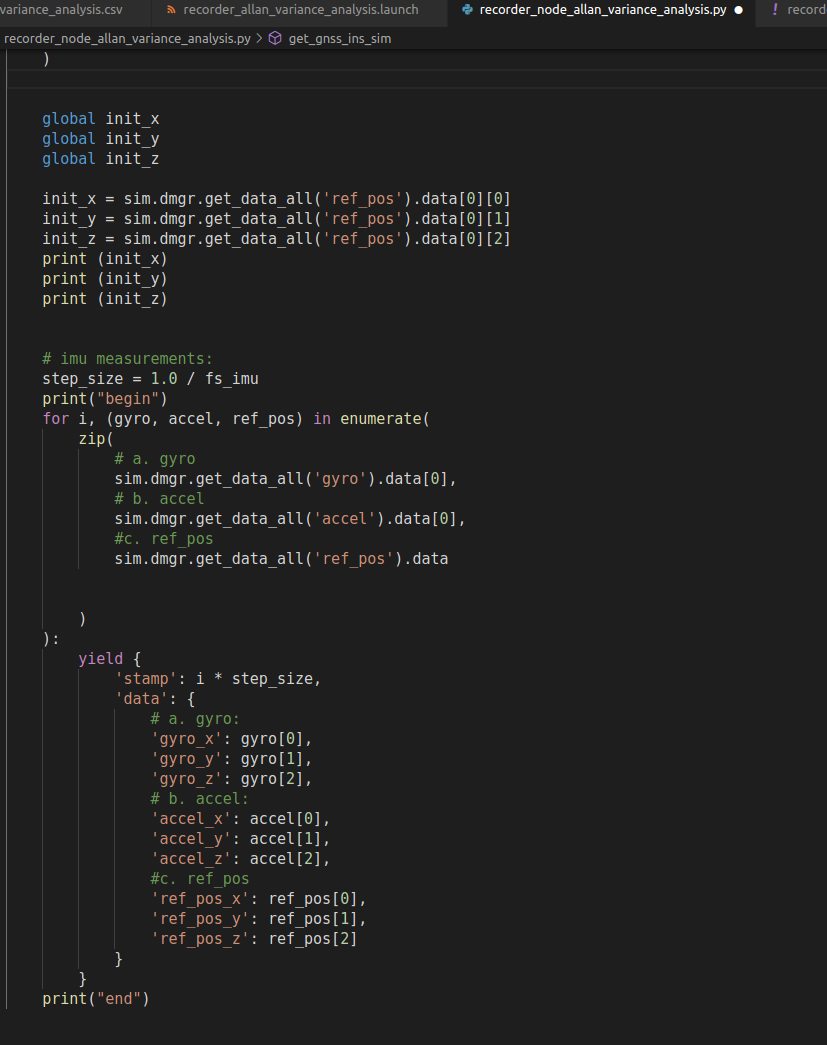 variance_analysis.csv recorder_allan_variance_analysis.launch recorder_node_allan_variance_analysis.py ! record
recorder_node_allan_variance_analysis.py > get_gnss_ins_sim
)
global init_x
global init_y
global init_z
init_x = sim.dmgr.get_data_all('ref_pos').data[0][0]
init_y = sim.dmgr.get_data_all('ref_pos').data[0][1]
init_z = sim.dmgr.get_data_all('ref_pos').data[0][2]
print (init_x)
print (init_y)
print (init_z)
# imu measurements:
step_size = 1.0 / fs_imu
print("begin")
for i, (gyro, accel, ref_pos) in enumerate(
zip(
# a. gyro
sim.dmgr.get_data_all('gyro').data[0],
# b. accel
sim.dmgr.get_data_all('accel').data[0],
#c. ref_pos
sim.dmgr.get_data_all('ref_pos').data
)
):
yield {
'stamp': i * step_size,
'data': {
# a. gyro:
'gyro_x': gyro[0],
'gyro_y': gyro[1],
'gyro_z': gyro[2],
# b. accel:
'accel_x': accel[0],
'accel_y': accel[1],
'accel_z': accel[2],
#c. ref_pos
'ref_pos_x': ref_pos[0],
'ref_pos_y': ref_pos[1],
'ref_pos_z': ref_pos[2]
}
}
print("end")